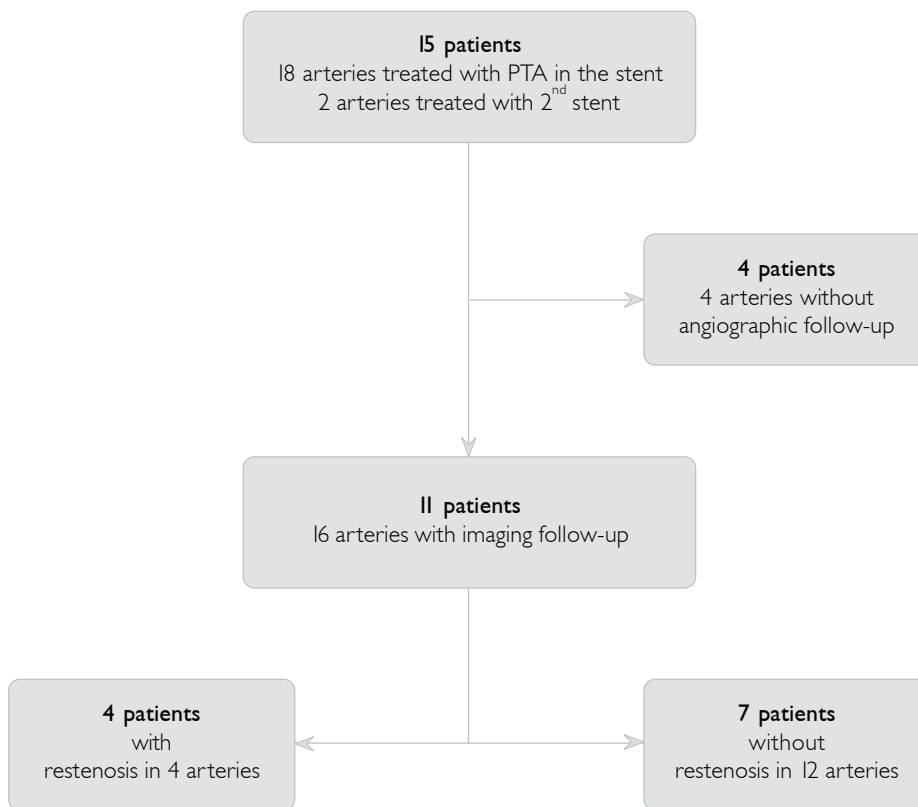 15 patients
18 arteries treated with PTA in the stent
2 arteries treated with 2nd stent
4 patients
4 arteries without
angiographic follow-up
11 patients
16 arteries with imaging follow-up
4 patients
with
restenosis in 4 arteries
7 patients
without
restenosis in 12 arteries